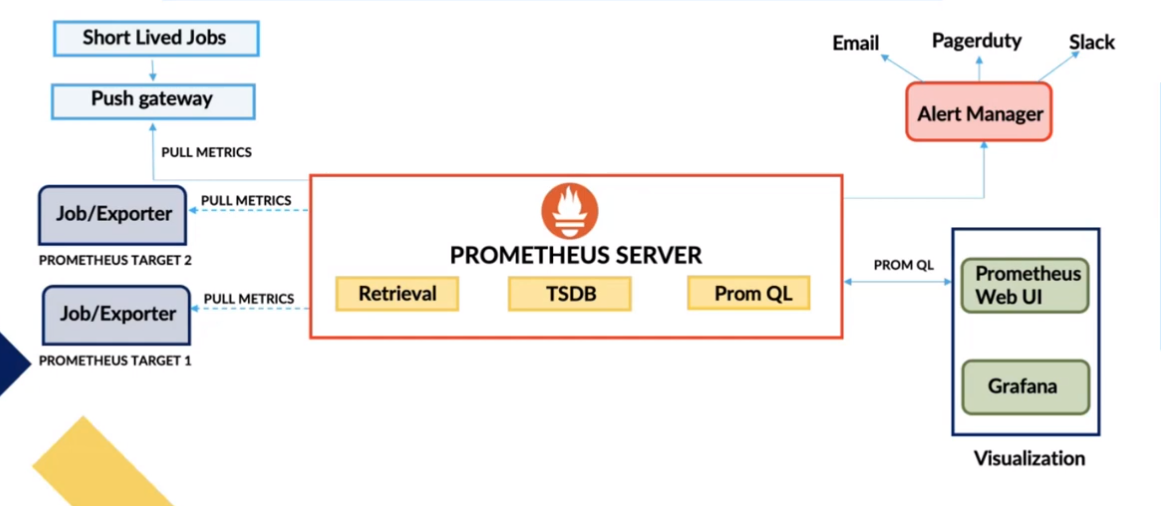 Short Lived Jobs
Push gateway
PULL METRICS
Job/Exporter
PULL METRICS
PROMETHEUS TARGET 2
Job/Exporter
PULL METRICS
PROMETHEUS TARGET 1
PROMETHEUS SERVER
Retrieval
TSDB
Prom QL
Email
Pagerduty
Slack
Alert Manager
PROM QL
Prometheus
Web UI
Grafana
Visualization